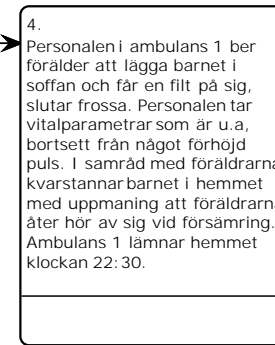 4.
Personalen i ambulans 1 ber
förälder att lägga barnet i
soffan och får en filt på sig,
slutar frossa. Personalen tar
vitalparametrar som är u.a,
bortsett från något förhöjd
puls. I samråd med föräldrarna
kvarstannar barnet i hemmet
med uppmaning att föräldrarna
åter hör av sig vid försämring.
Ambulans 1 lämnar hemmet
klockan 22:30.